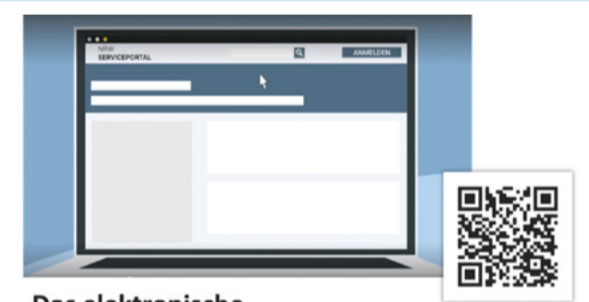 NRW
SERVICEPORTAL
ANMELDEN
Das elektronische